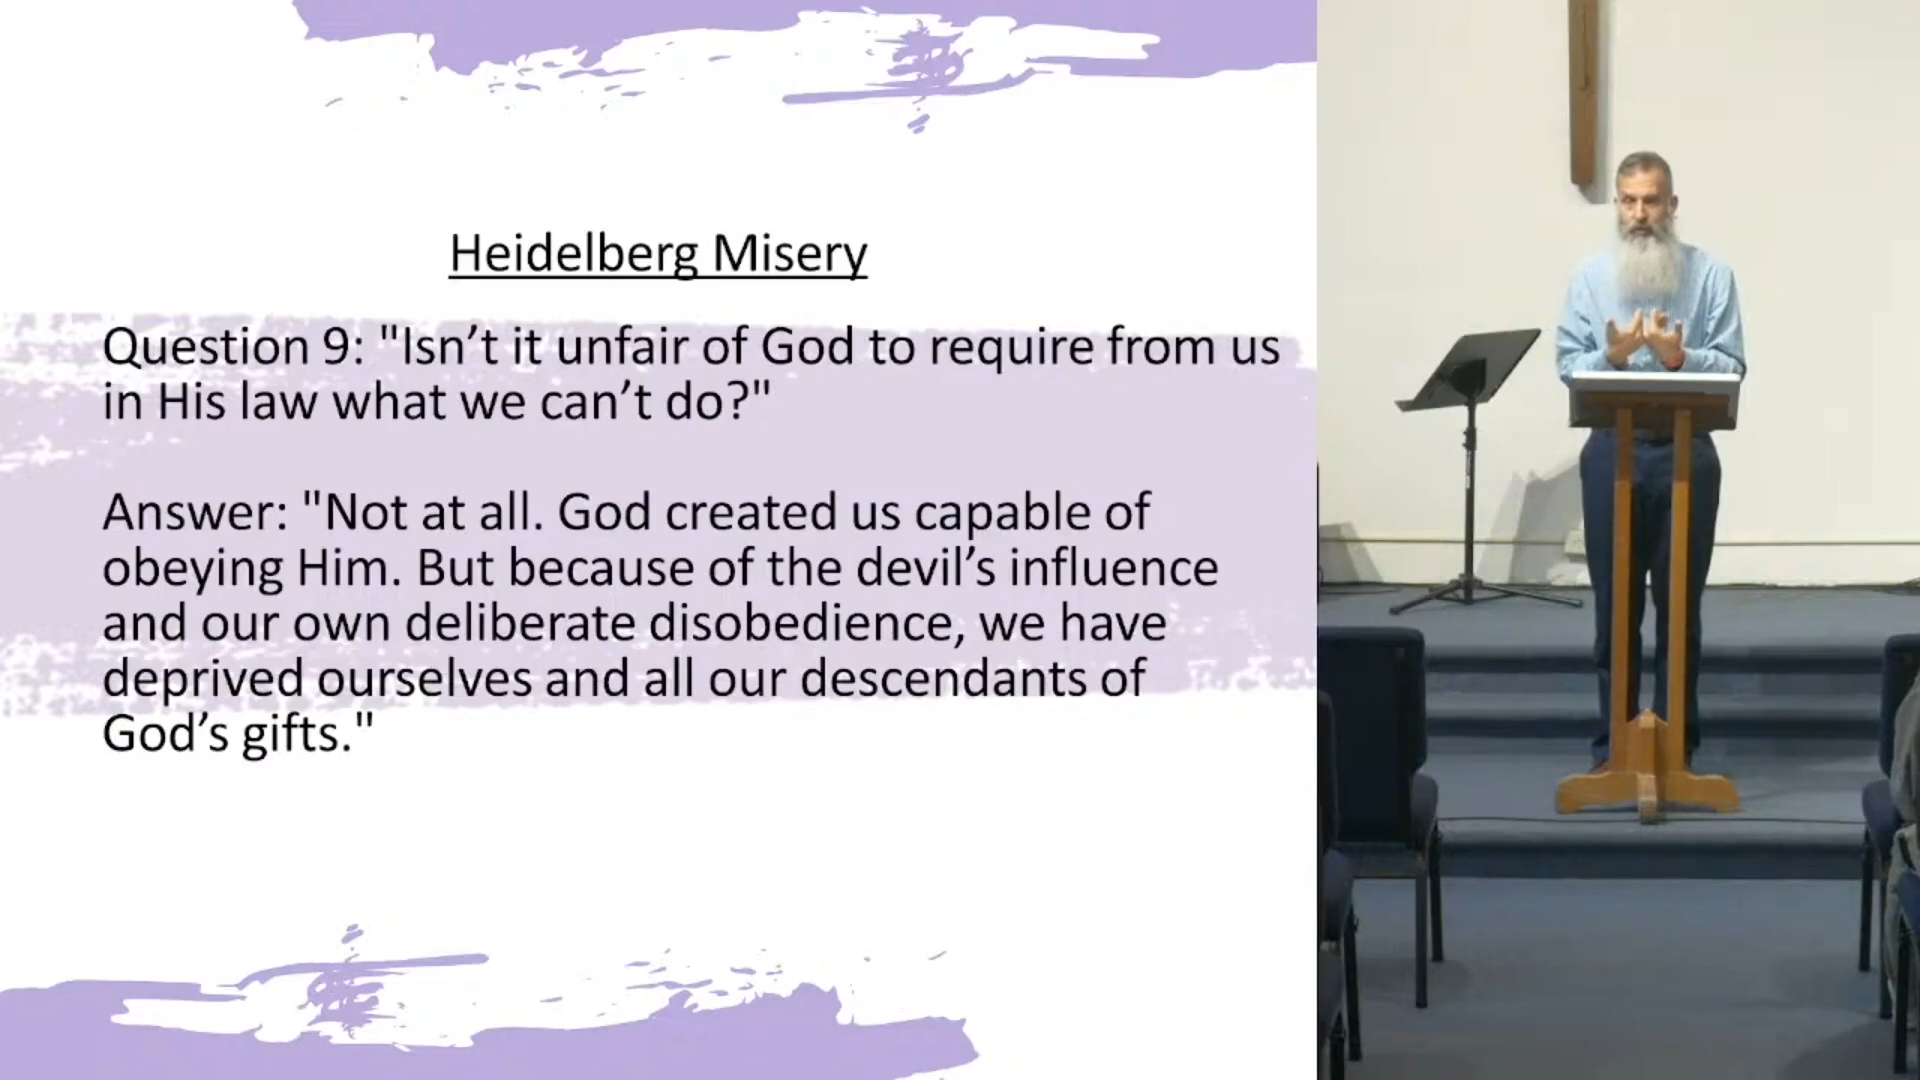 Heidelberg Misery
Question 9: "Isn’t it unfair of God to require from us
in His law what we can’t do?"
Answer: "Not at all. God created us capable of
obeying Him. But because of the devil’s influence
and our own deliberate disobedience, we have
deprived ourselves and all our descendants of
God’s gifts."